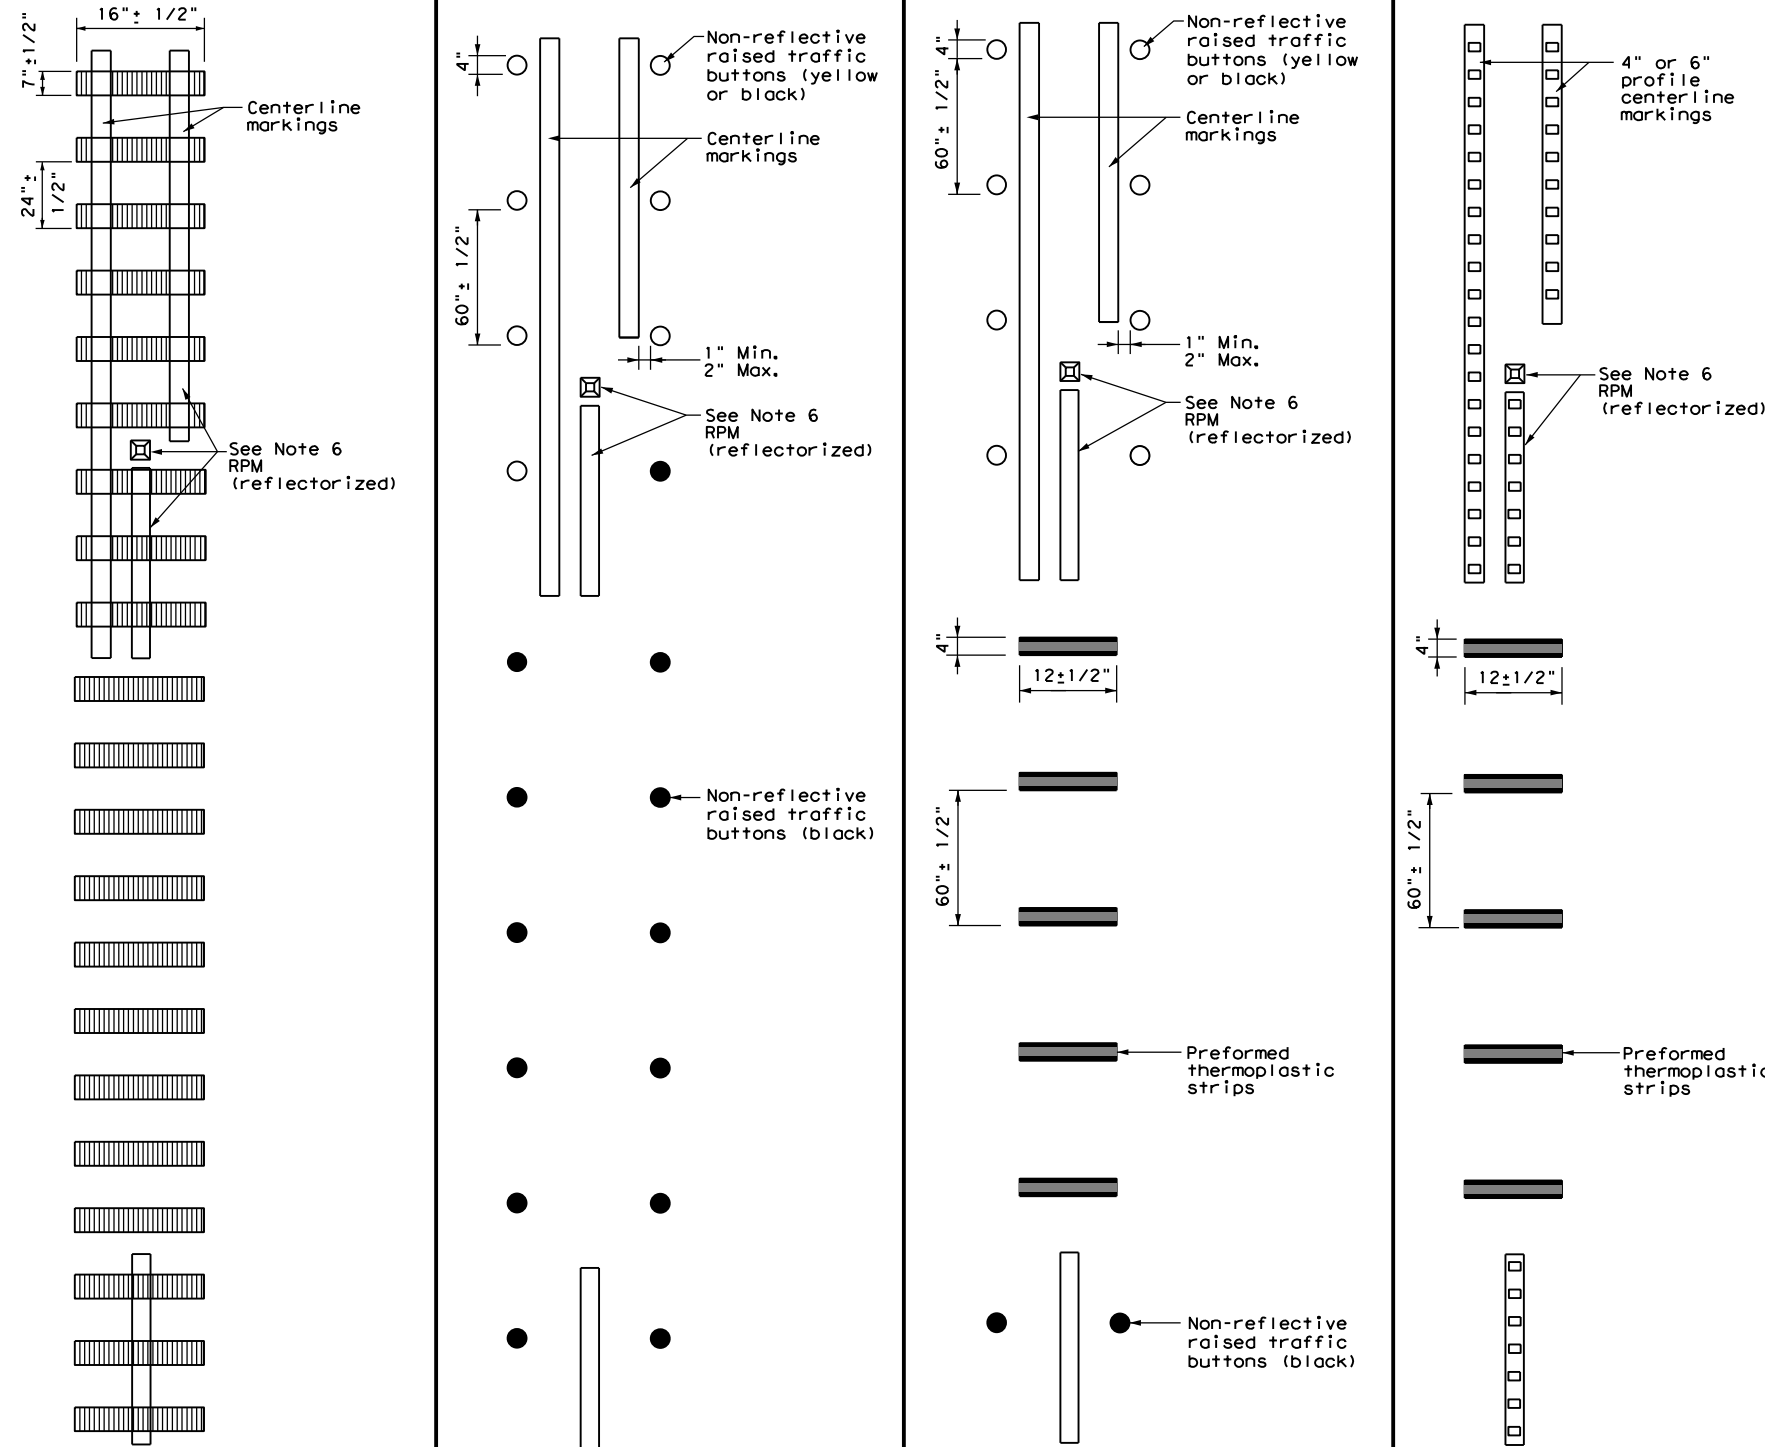 16"± 1/2"
7"±1/2"
Centerline
markings
24"±
1/2"
See Note 6
RPM
(reflectorized)
4"
Non-reflective
raised traffic
buttons (yellow
or black)
Centerline
markings
60"± 1/2"
1" Min.
2" Max.
See Note 6
RPM
(reflectorized)
Non-reflective
raised traffic
buttons (black)
4"
Non-reflective
raised traffic
buttons (yellow
or black)
60"± 1/2"
Centerline
markings
1" Min.
2" Max.
See Note 6
RPM
(reflectorized)
4"
12±1/2"
60"± 1/2"
Preformed
thermoplastic
strips
Non-reflective
raised traffic
buttons (black)
4" or 6"
profile
centerline
markings
See Note 6
RPM
(reflectorized)
4"
12±1/2"
60"± 1/2"
Preformed
thermoplastic
strips